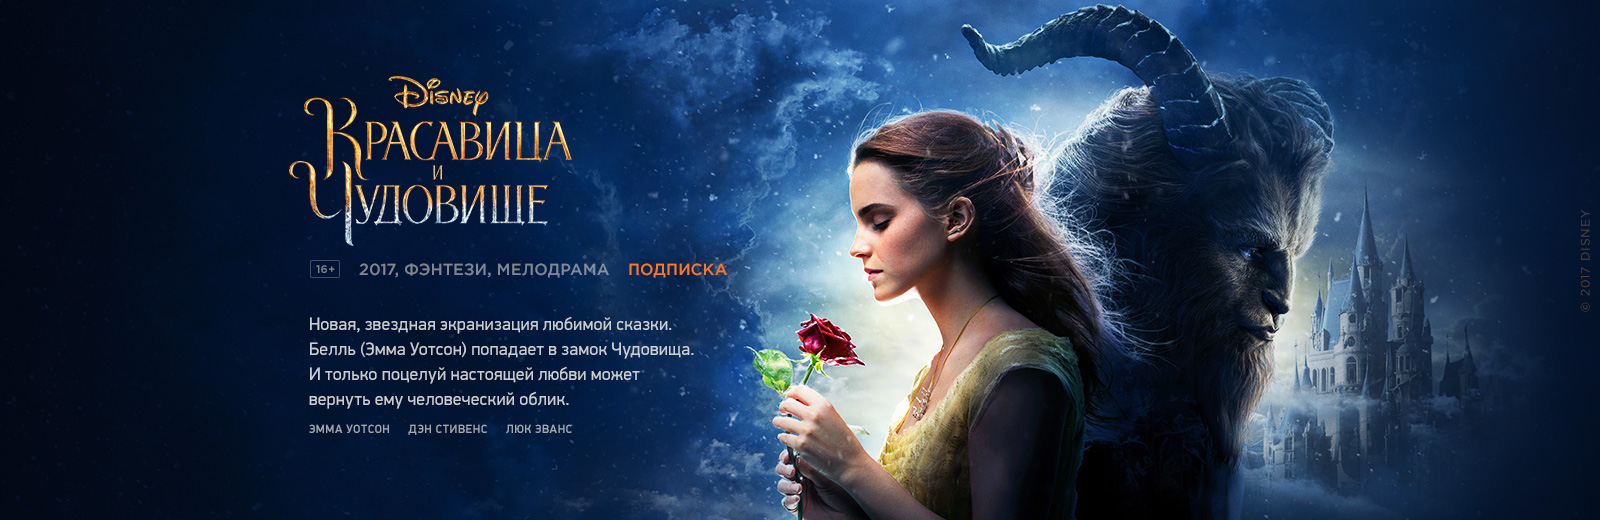 Disney
Красавица
и
Чудовище
16+ 2017, ФЭНТЕЗИ, МЕЛОДРАМА ПОДПИСКА
Новая, звездная экранизация любимой сказки.
Белль (Эмма Уотсон) попадает в замок Чудовища.
И только поцелуй настоящей любви может
вернуть ему человеческий облик.
ЭММА УОТСОН ДЭН СТИВЕНС ЛЮК ЭВАНС
© 2017 DISNEY